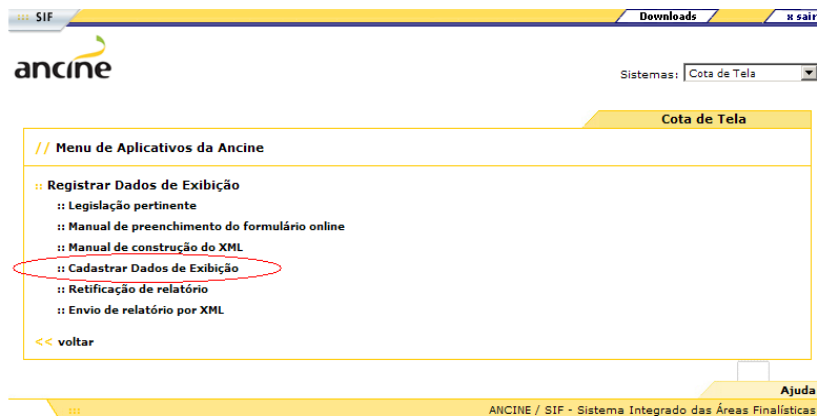 ::: SIF
Downloads
x sair
ancine
Sistemas: Cota de Tela
Cota de Tela
// Menu de Aplicativos da Ancine
:: Registrar Dados de Exibição
:: Legislação pertinente
:: Manual de preenchimento do formulário online
:: Manual de construção do XML
:: Cadastrar Dados de Exibição
:: Retificação de relatório
:: Envio de relatório por XML
<< voltar
Ajuda
:::
ANCINE / SIF - Sistema Integrado das Áreas Finalísticas